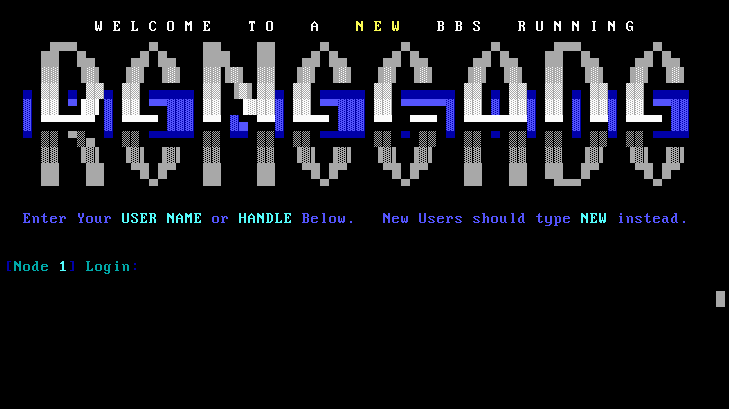 WELCOME TO A NEW BBS RUNNING
RENEGADE
Enter Your USER NAME or HANDLE Below. New Users should type NEW instead.
[Node 1] Login: